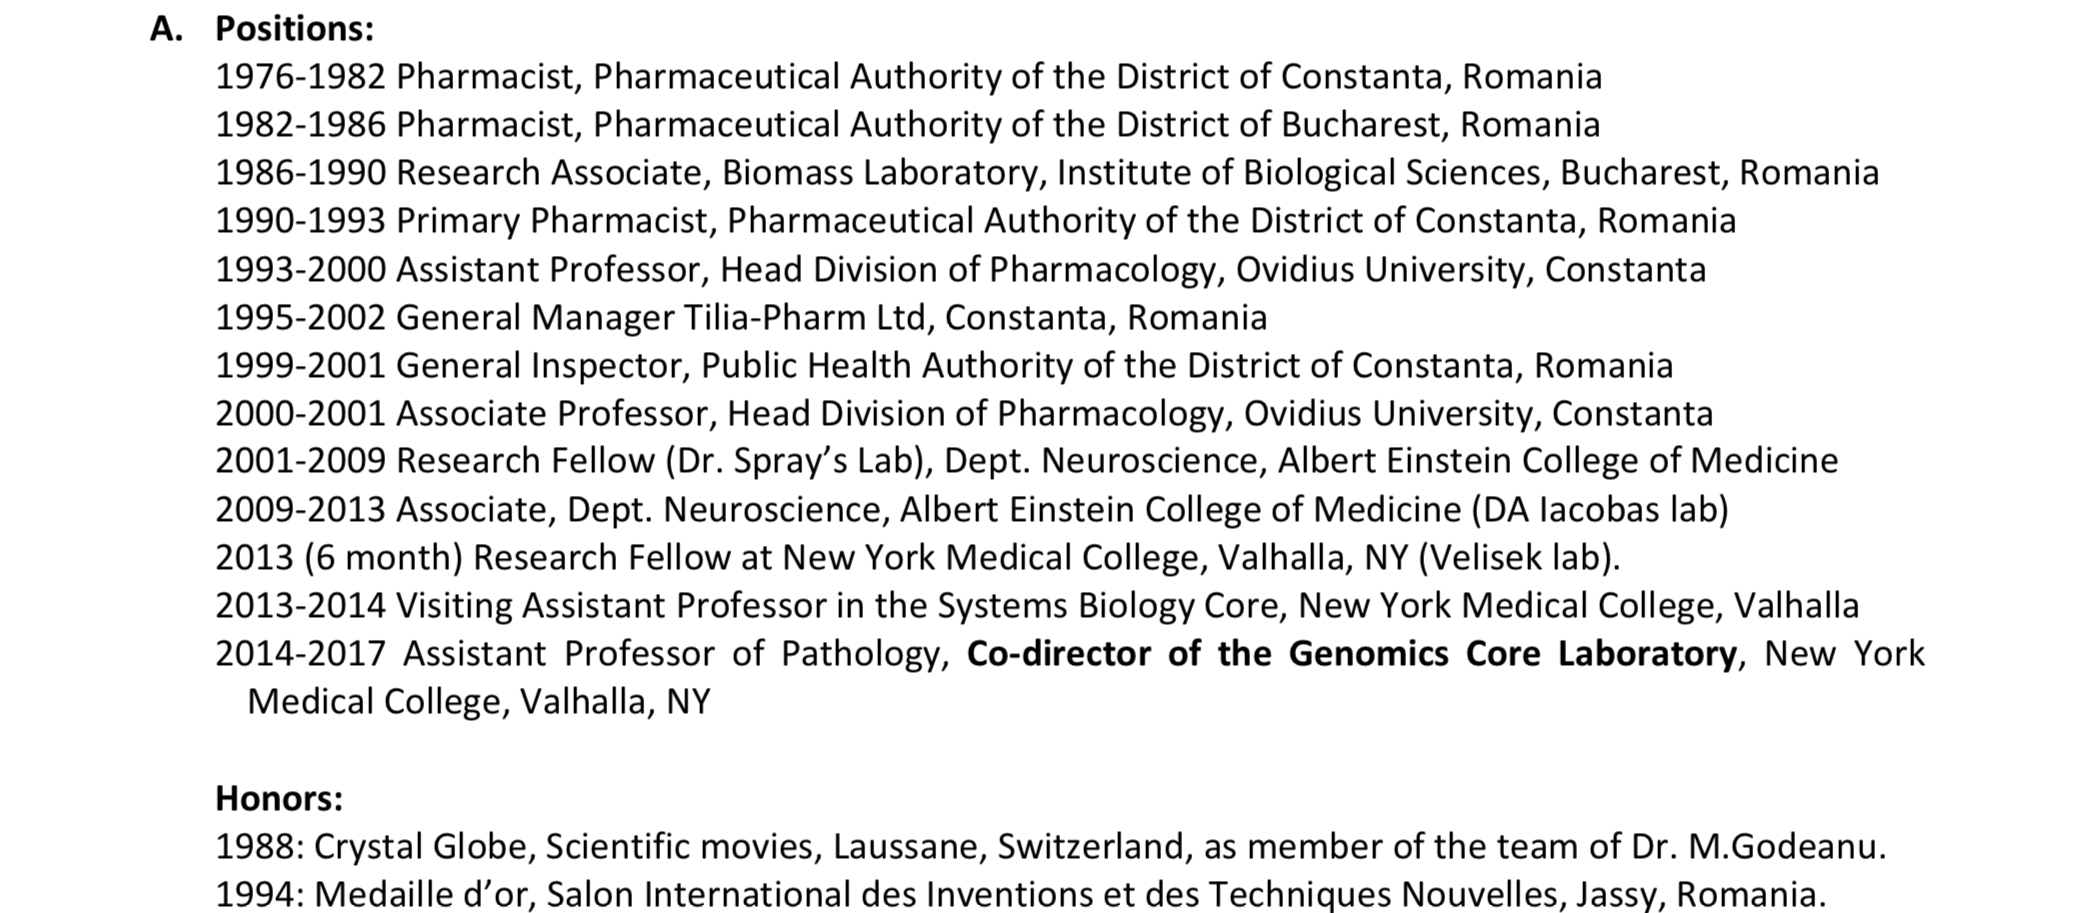 A. Positions:
1976-1982 Pharmacist, Pharmaceutical Authority of the District of Constanta, Romania
1982-1986 Pharmacist, Pharmaceutical Authority of the District of Bucharest, Romania
1986-1990 Research Associate, Biomass Laboratory, Institute of Biological Sciences, Bucharest, Romania
1990-1993 Primary Pharmacist, Pharmaceutical Authority of the District of Constanta, Romania
1993-2000 Assistant Professor, Head Division of Pharmacology, Ovidius University, Constanta
1995-2002 General Manager Tilia-Pharm Ltd, Constanta, Romania
1999-2001 General Inspector, Public Health Authority of the District of Constanta, Romania
2000-2001 Associate Professor, Head Division of Pharmacology, Ovidius University, Constanta
2001-2009 Research Fellow (Dr. Spray’s Lab), Dept. Neuroscience, Albert Einstein College of Medicine
2009-2013 Associate, Dept. Neuroscience, Albert Einstein College of Medicine (DA Iacobas lab)
2013 (6 month) Research Fellow at New York Medical College, Valhalla, NY (Velisek lab).
2013-2014 Visiting Assistant Professor in the Systems Biology Core, New York Medical College, Valhalla
2014-2017 Assistant Professor of Pathology, Co-director of the Genomics Core Laboratory, New York
Medical College, Valhalla, NY
Honors:
1988: Crystal Globe, Scientific movies, Laussane, Switzerland, as member of the team of Dr. M.Godeanu.
1994: Medaille d’or, Salon International des Inventions et des Techniques Nouvelles, Jassy, Romania.